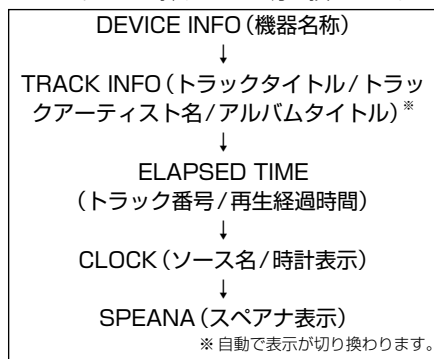 DEVICE INFO(機器名称)
↓
TRACK INFO(トラックタイトル/トラッ
クアーティスト名/アルバムタイトル)※
↓
ELAPSED TIME
(トラック番号/再生経過時間)
↓
CLOCK(ソース名/時計表示)
↓
SPEANA(スペアナ表示)
※自動で表示が切り換わります。